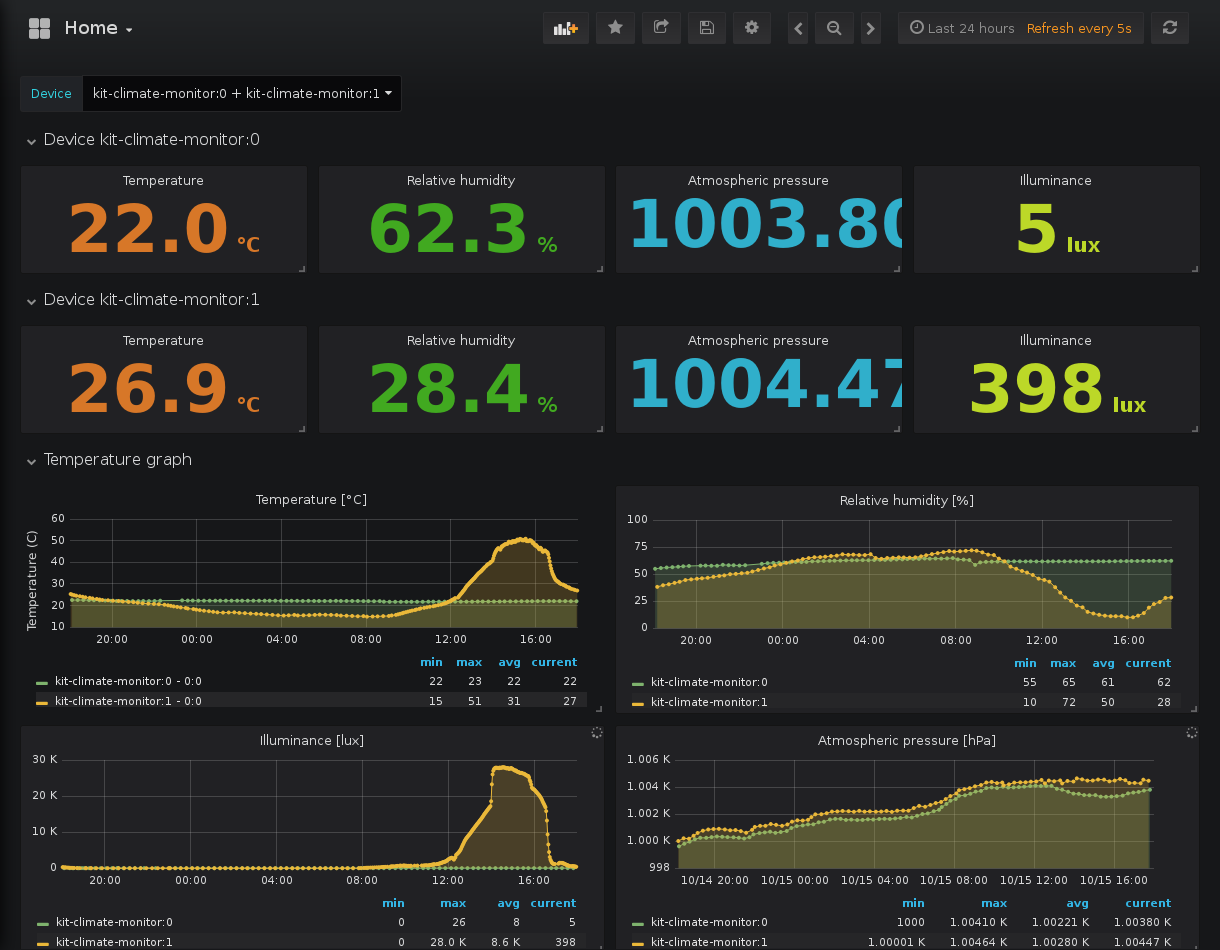 Home
Last 24 hours Refresh every 5s
Device kit-climate-monitor:0 + kit-climate-monitor:1
Device kit-climate-monitor:0
Temperature
22.0 °C
Relative humidity
62.3 %
Atmospheric pressure
1003.80
Illuminance
5 lux
Device kit-climate-monitor:1
Temperature
26.9 °C
Relative humidity
28.4 %
Atmospheric pressure
1004.47
Illuminance
398 lux
Temperature graph
Temperature [°C]
Temperature (C)
60
50
40
30
20
10
20:00 00:00 04:00 08:00 12:00 16:00
min max avg current
kit-climate-monitor:0 - 0:0 22 23 22 22
kit-climate-monitor:1 - 0:0 15 51 31 27
Relative humidity [%]
100
75
50
25
0
20:00 00:00 04:00 08:00 12:00 16:00
min max avg current
kit-climate-monitor:0 55 65 61 62
kit-climate-monitor:1 10 72 50 28
Illuminance [lux]
30 K
20 K
10 K
0
20:00 00:00 04:00 08:00 12:00 16:00
min max avg current
kit-climate-monitor:0 0 26 8 5
kit-climate-monitor:1 0 28.0 K 8.6 K 398
Atmospheric pressure [hPa]
1.006 K
1.004 K
1.002 K
1.000 K
998
10/14 20:00 10/15 00:00 10/15 04:00 10/15 08:00 10/15 12:00 10/15 16:00
min max avg current
kit-climate-monitor:0 1000 1.00410 K 1.00221 K 1.00380 K
kit-climate-monitor:1 1.00001 K 1.00464 K 1.00280 K 1.00447 K